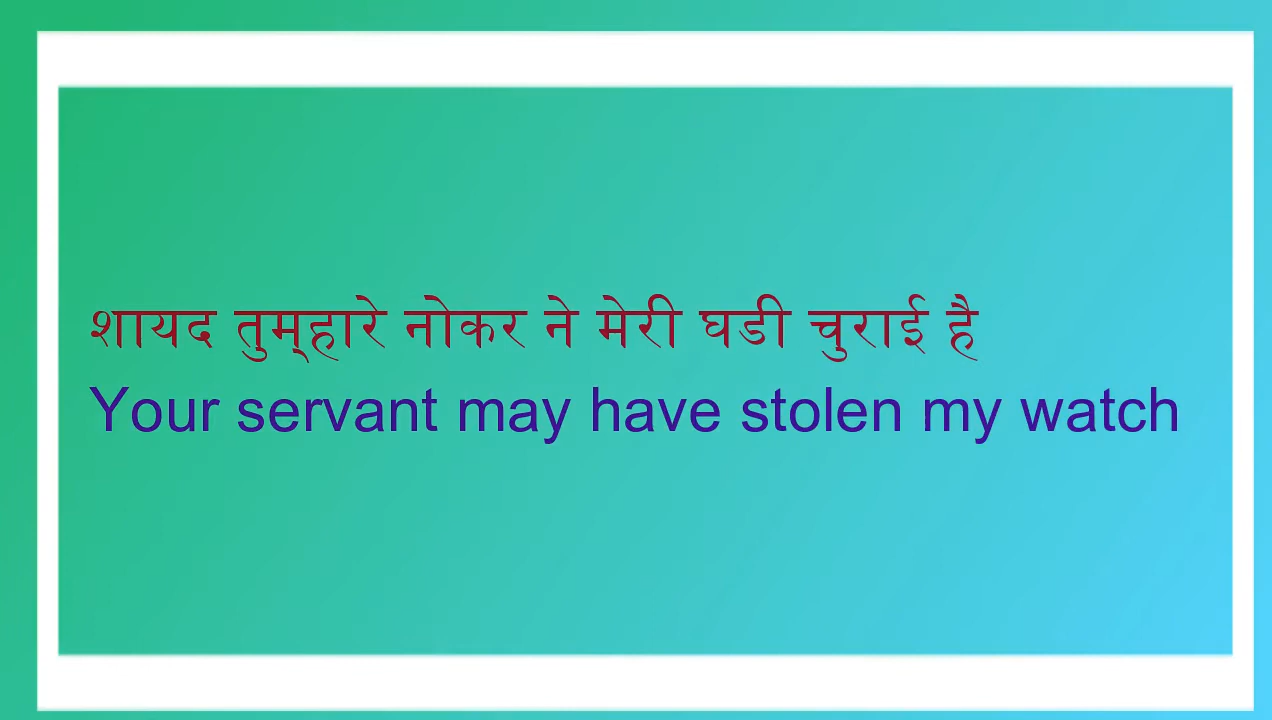 शायद तुम्हारे नोकर ने मेरी घडी चुराई है
Your servant may have stolen my watch